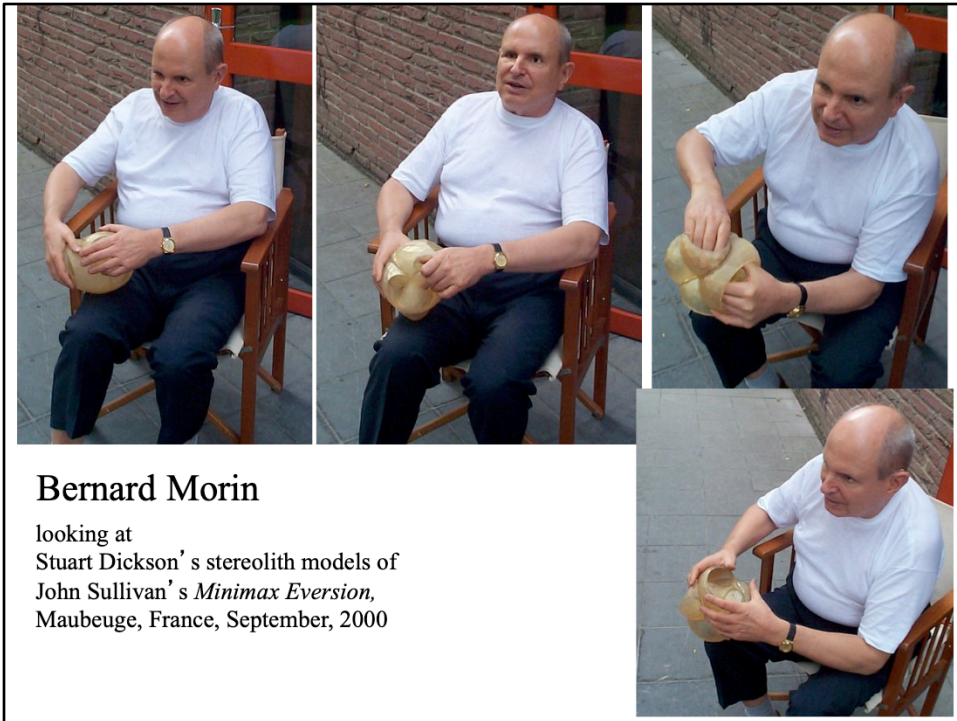 Bernard Morin
looking at
Stuart Dickson’s stereolith models of
John Sullivan’s Minimax Eversion,
Maubeuge, France, September, 2000